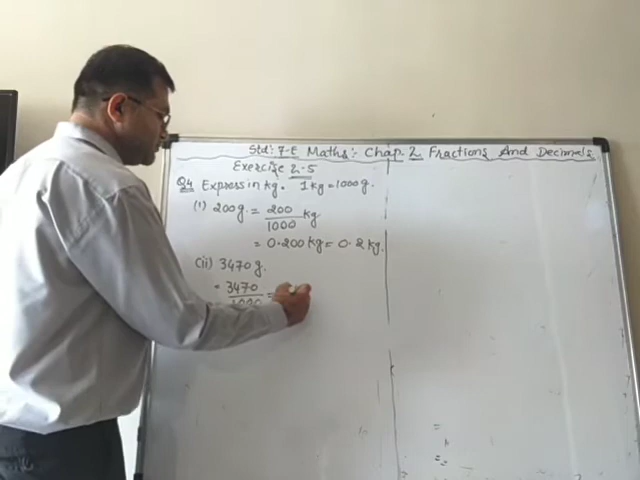 Std:- 7-E Maths:- Chap. 2 Fractions And Decimals
Exercise 2.5
Q4 Express in kg. 1 kg = 1000 g.
(i) 200 g. = 200/1000 kg
= 0.200 kg = 0.2 kg.
(ii) 3470 g.
= 3470/1000 =